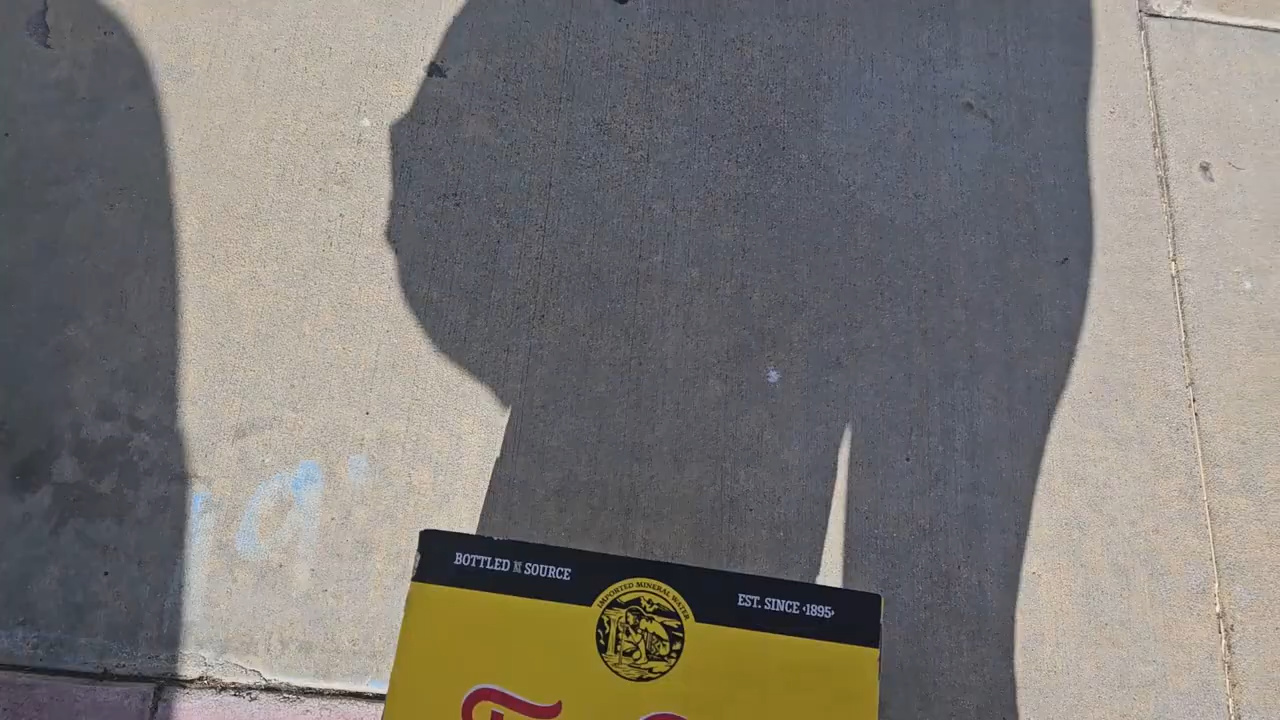 BOTTLED AT SOURCE
EST. SINCE ·1895·
IMPORTED MINERAL WATER